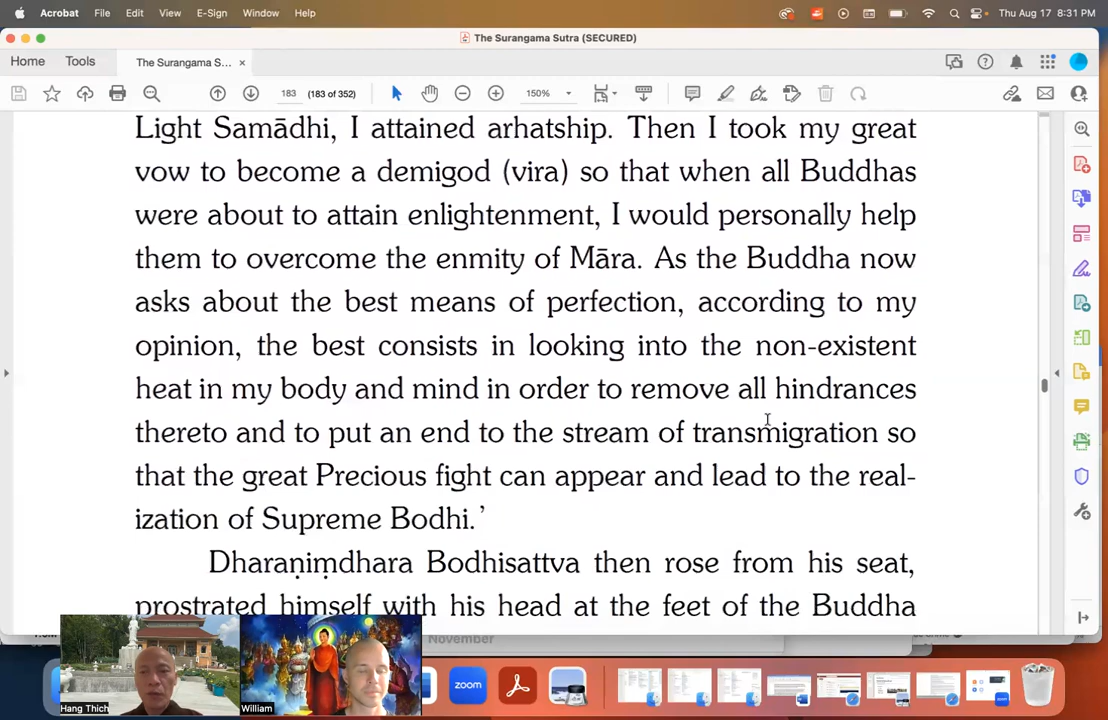 Acrobat File Edit View E-Sign Window Help Thu Aug 17 8:31 PM
The Surangama Sutra (SECURED)
Home Tools The Surangama S... ×
183 (183 of 352) 150%
Light Samādhi, I attained arhatship. Then I took my great
vow to become a demigod (vira) so that when all Buddhas
were about to attain enlightenment, I would personally help
them to overcome the enmity of Māra. As the Buddha now
asks about the best means of perfection, according to my
opinion, the best consists in looking into the non-existent
heat in my body and mind in order to remove all hindrances
thereto and to put an end to the stream of transmigration so
that the great Precious fight can appear and lead to the real-
ization of Supreme Bodhi.’
Dharaṇiṃdhara Bodhisattva then rose from his seat,
prostrated himself with his head at the feet of the Buddha
November
zoom
Hang Thich
William